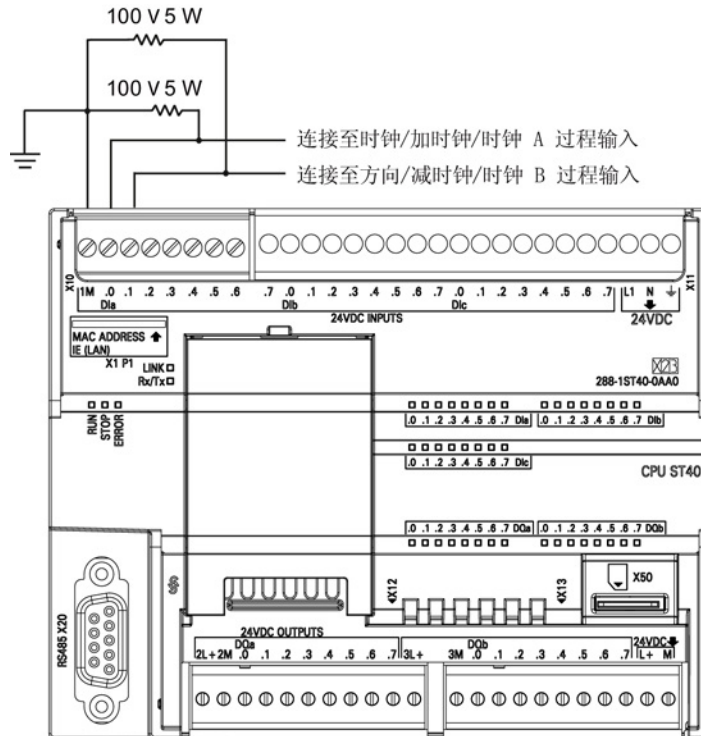 100 V 5 W
100 V 5 W
连接至时钟/加时钟/时钟 A 过程输入
连接至方向/减时钟/时钟 B 过程输入
X10
1M .0 .1 .2 .3 .4 .5 .6 .7 .0 .1 .2 .3 .4 .5 .6 .7 .0 .1 .2 .3 .4 .5 .6 .7 L1 N
X11
DIa DIb DIc
24VDC INPUTS
24VDC
MAC ADDRESS
IE (LAN)
X1 P1
LINK
Rx/Tx
X2B
288-1ST40-0AA0
RUN
STOP
ERROR
.0 .1 .2 .3 .4 .5 .6 .7 DIa
.0 .1 .2 .3 .4 .5 .6 .7 DIb
.0 .1 .2 .3 .4 .5 .6 .7 DIc
CPU ST40
.0 .1 .2 .3 .4 .5 .6 .7 DQa
.0 .1 .2 .3 .4 .5 .6 .7 DQb
X12
X13
X50
RS485 X20
24VDC OUTPUTS
DQa
DQb
24VDC
2L+ 2M .0 .1 .2 .3 .4 .5 .6 .7 3L+ 3M .0 .1 .2 .3 .4 .5 .6 .7 L+ M